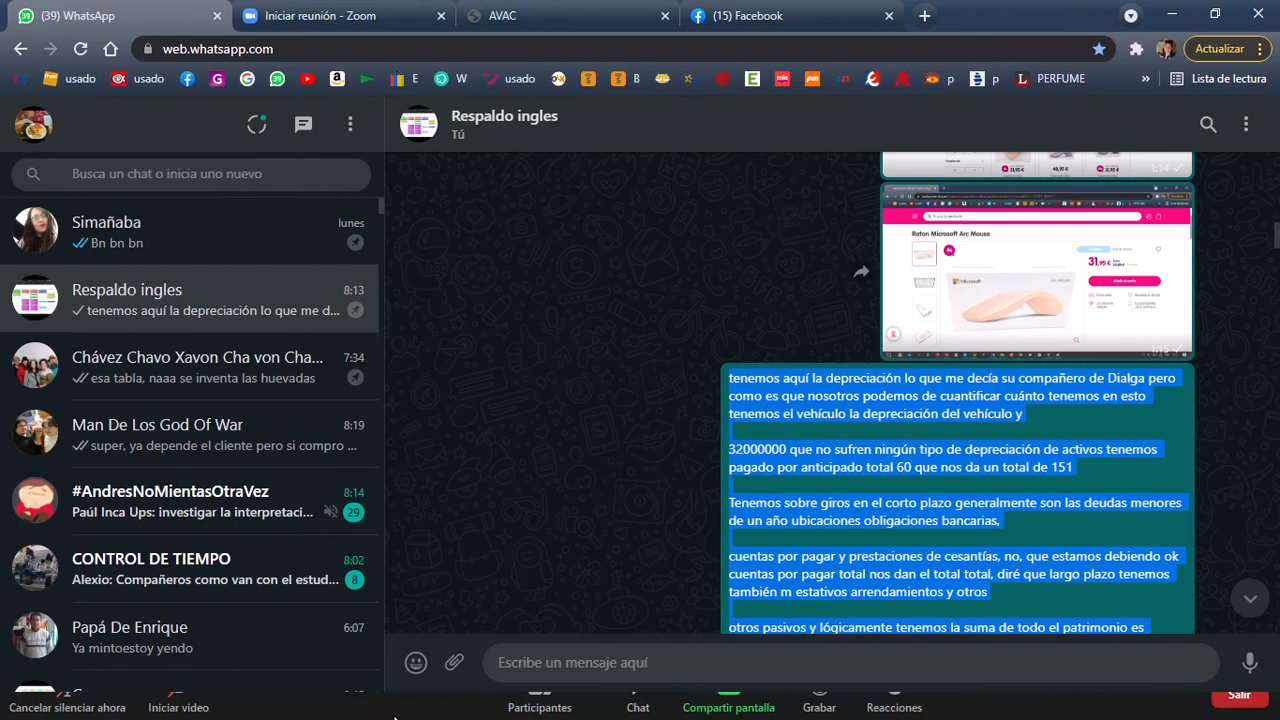 (39) WhatsApp
Iniciar reunión - Zoom
AVAC
(15) Facebook
web.whatsapp.com
Actualizar
usado
usado
E
W
usado
B
p
p
PERFUME
Lista de lectura
Respaldo ingles
Tú
Busca un chat o inicia uno nuevo
Simañaba
lunes
Bn bn bn
Respaldo ingles
8:13
tenemos aquí la depreciación lo que me d...
Chávez Chavo Xavon Cha von Cha...
7:34
esa tabla, naaa se inventa las huevadas
Man De Los God Of War
8:19
super, ya depende el cliente pero si compro ...
#AndresNoMientasOtraVez
8:14
Paúl Inca Ups: investigar la interpretaci...
29
CONTROL DE TIEMPO
8:02
Alexio: Compañeros como van con el estud...
8
Papá De Enrique
6:07
Ya mintoestoy yendo
31,95 €
48,95 €
31,95 €
1:14
Raton Microsoft Arc Mouse
31,95 €
Microsoft
1:15
tenemos aquí la depreciación lo que me decía su compañero de Dialga pero
como es que nosotros podemos de cuantificar cuánto tenemos en esto
tenemos el vehículo la depreciación del vehículo y
32000000 que no sufren ningún tipo de depreciación de activos tenemos
pagado por anticipado total 60 que nos da un total de 151
Tenemos sobre giros en el corto plazo generalmente son las deudas menores
de un año ubicaciones obligaciones bancarias,
cuentas por pagar y prestaciones de cesantías, no, que estamos debiendo ok
cuentas por pagar total nos dan el total total, diré que largo plazo tenemos
también m estativos arrendamientos y otros
otros pasivos y lógicamente tenemos la suma de todo el patrimonio es
Escribe un mensaje aquí
Cancelar silenciar ahora
Iniciar video
Participantes
Chat
Compartir pantalla
Grabar
Reacciones
Salir